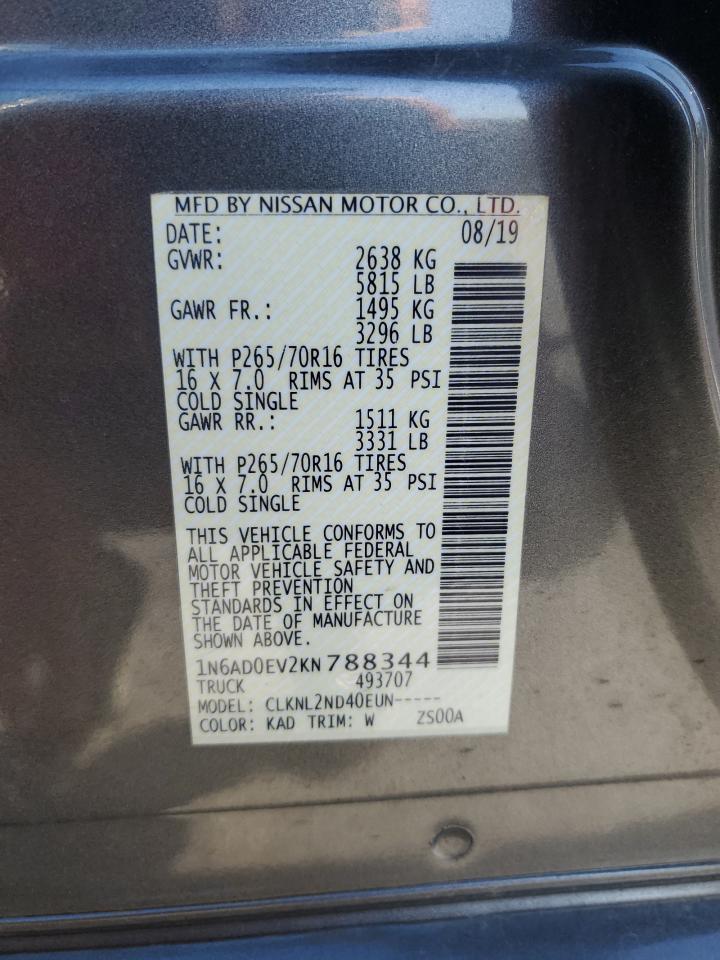 MFD BY NISSAN MOTOR CO., LTD.
DATE: 08/19
GVWR: 2638 KG
5815 LB
GAWR FR.: 1495 KG
3296 LB
WITH P265/70R16 TIRES
16 X 7.0 RIMS AT 35 PSI
COLD SINGLE
GAWR RR.: 1511 KG
3331 LB
WITH P265/70R16 TIRES
16 X 7.0 RIMS AT 35 PSI
COLD SINGLE
THIS VEHICLE CONFORMS TO
ALL APPLICABLE FEDERAL
MOTOR VEHICLE SAFETY AND
THEFT PREVENTION
STANDARDS IN EFFECT ON
THE DATE OF MANUFACTURE
SHOWN ABOVE.
1N6AD0EV2KN788344
TRUCK 493707
MODEL: CLKNL2ND40EUN-----
COLOR: KAD TRIM: W ZS00A